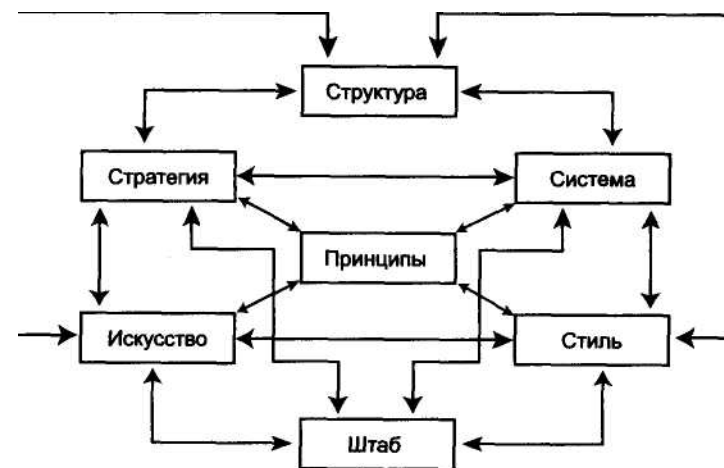 Структура
Стратегия
Система
Принципы
Искусство
Стиль
Штаб